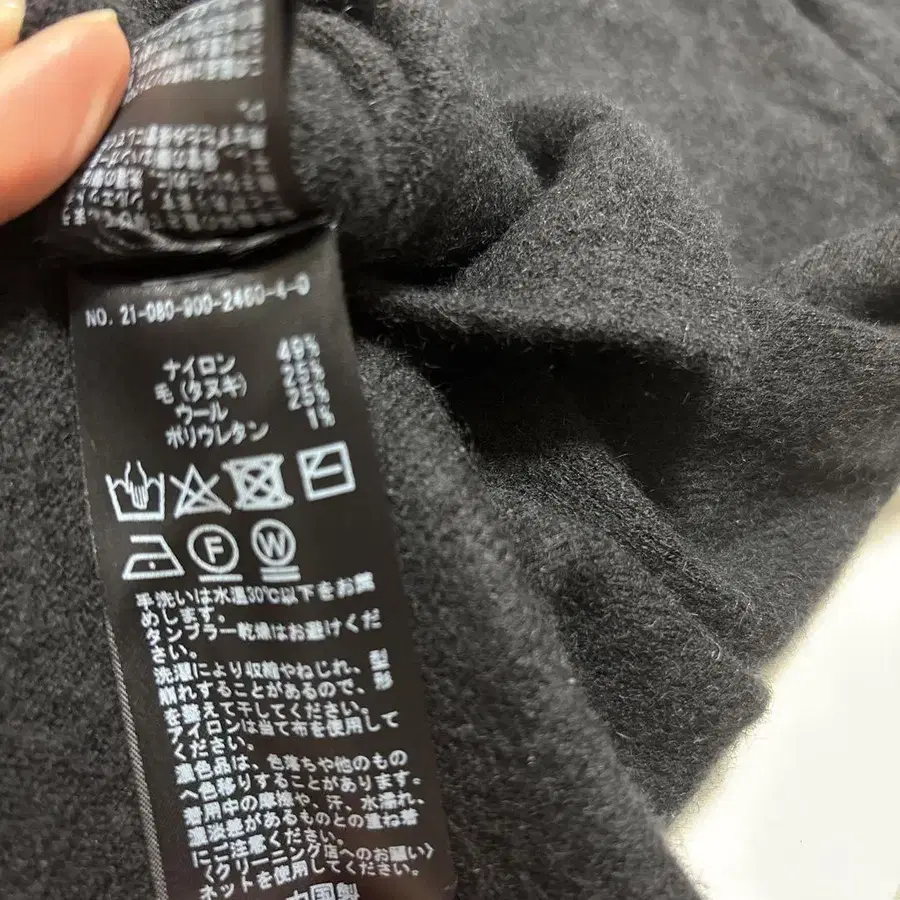 NO. 21-080-900-2460-4-0
ナイロン 49%
毛(タヌキ) 25%
ウール 25%
ポリウレタン 1%
F W
手洗いは水温30℃以下をお薦
めします。
タンブラー乾燥はお避けくだ
さい。
洗濯により収縮やねじれ、型
崩れすることがあるので、形
を整えて干してください。
アイロンは当て布を使用して
ください。
濃色品は、色落ちや他のもの
へ色移りすることがあります。
着用中の摩擦や、汗、水濡れ、
濃淡差があるものとの重ね着
にご注意ください。
〈クリーニング店へのお願い〉
ネットを使用してください。
中国製